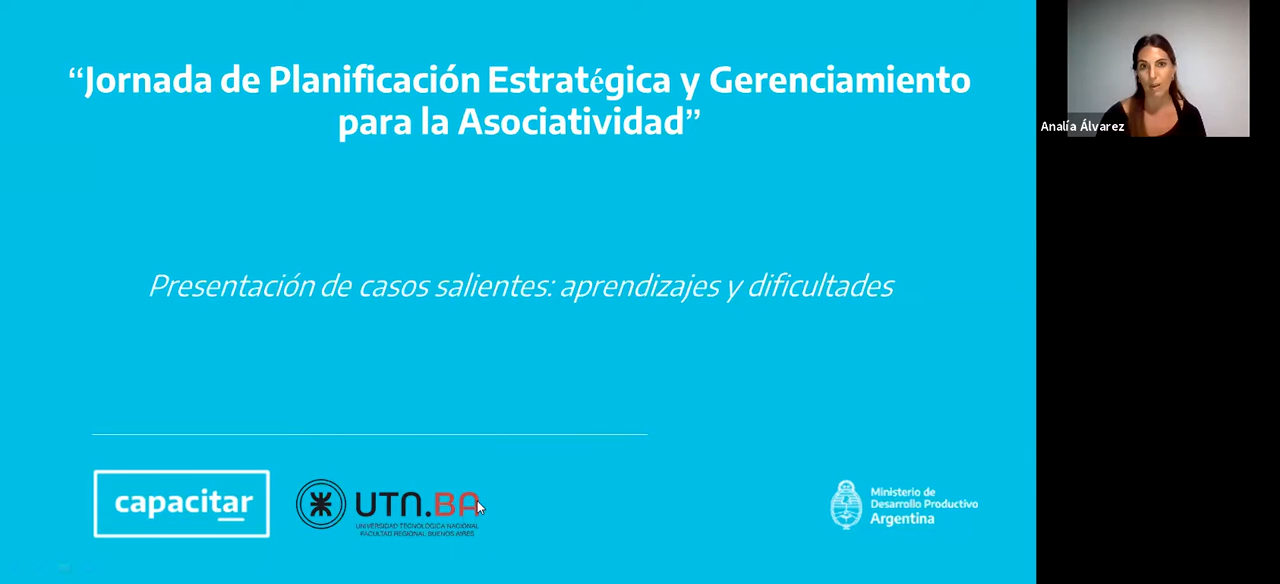 “Jornada de Planificación Estratégica y Gerenciamiento
para la Asociatividad”
Analía Álvarez
Presentación de casos salientes: aprendizajes y dificultades
capacitar
UTN.BA
UNIVERSIDAD TECNOLÓGICA NACIONAL
FACULTAD REGIONAL BUENOS AIRES
Ministerio de
Desarrollo Productivo
Argentina